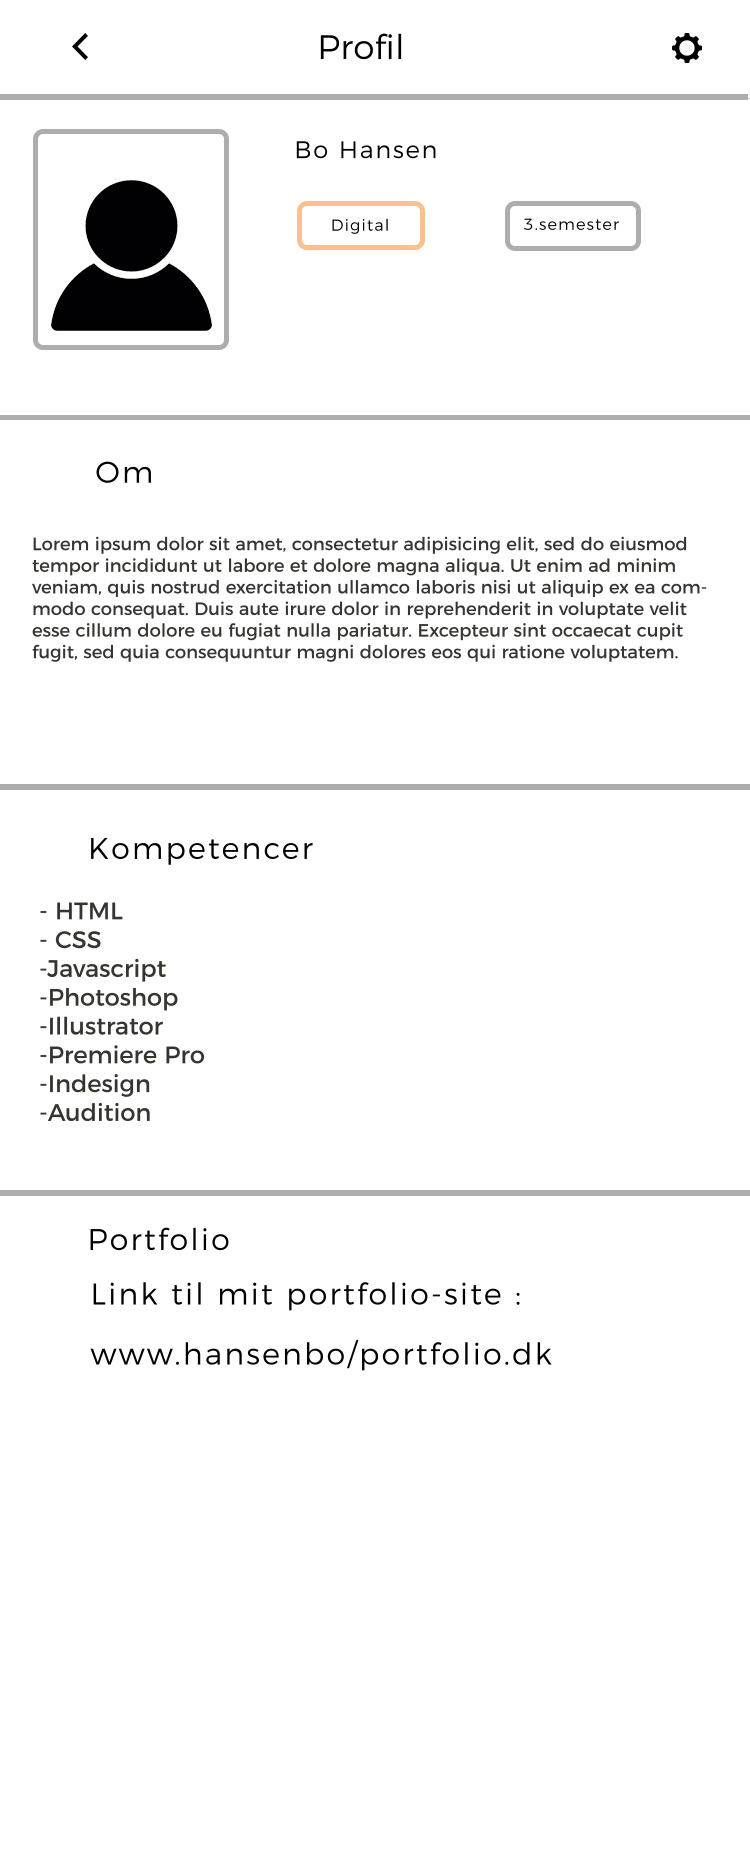 Profil
Bo Hansen
Digital
3.semester
Om
Lorem ipsum dolor sit amet, consectetur adipisicing elit, sed do eiusmod
tempor incididunt ut labore et dolore magna aliqua. Ut enim ad minim
veniam, quis nostrud exercitation ullamco laboris nisi ut aliquip ex ea com-
modo consequat. Duis aute irure dolor in reprehenderit in voluptate velit
esse cillum dolore eu fugiat nulla pariatur. Excepteur sint occaecat cupit
fugit, sed quia consequuntur magni dolores eos qui ratione voluptatem.
Kompetencer
- HTML
- CSS
-Javascript
-Photoshop
-Illustrator
-Premiere Pro
-Indesign
-Audition
Portfolio
Link til mit portfolio-site :
www.hansenbo/portfolio.dk